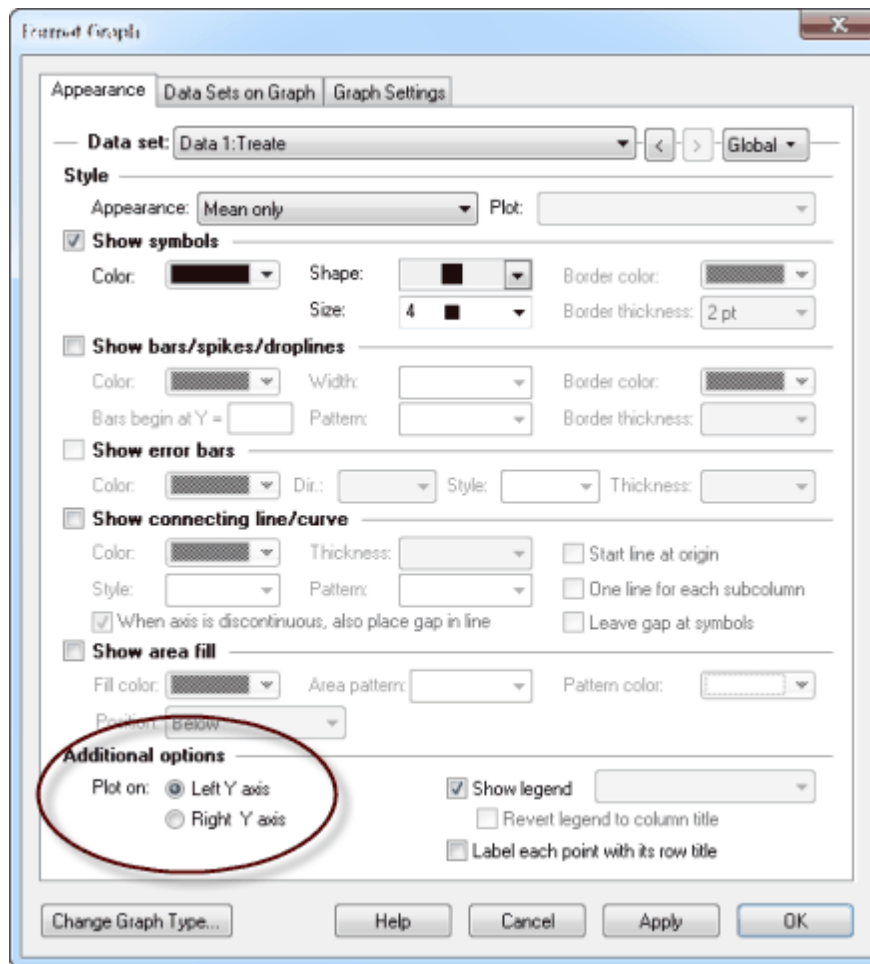 Format Graph
Appearance Data Sets on Graph Graph Settings
Data set: Data 1:Treate < > Global
Style
Appearance: Mean only Plot:
Show symbols
Color: Shape: Border color:
Size: 4 Border thickness: 2 pt
Show bars/spikes/droplines
Color: Width: Border color:
Bars begin at Y = Pattern: Border thickness:
Show error bars
Color: Dir.: Style: Thickness:
Show connecting line/curve
Color: Thickness: Start line at origin
Style: Pattern: One line for each subcolumn
When axis is discontinuous, also place gap in line Leave gap at symbols
Show area fill
Fill color: Area pattern: Pattern color:
Position: Below
Additional options
Plot on: Left Y axis Show legend
Right Y axis Revert legend to column title
Label each point with its row title
Change Graph Type... Help Cancel Apply OK